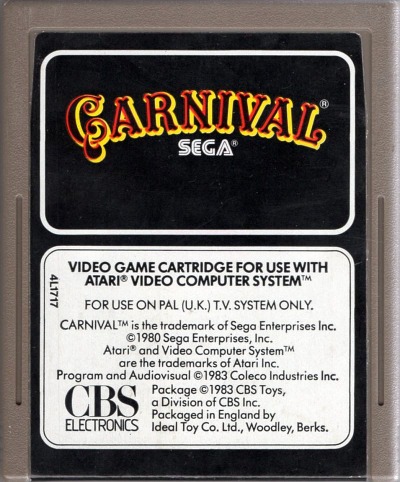 CARNIVAL®
SEGA®
VIDEO GAME CARTRIDGE FOR USE WITH
ATARI® VIDEO COMPUTER SYSTEM™
4L1717
FOR USE ON PAL (U.K.) T.V. SYSTEM ONLY.
CARNIVAL™ is the trademark of Sega Enterprises Inc.
©1980 Sega Enterprises, Inc.
Atari® and Video Computer System™
are the trademarks of Atari Inc.
Program and Audiovisual ©1983 Coleco Industries Inc.
CBS
ELECTRONICS
Package ©1983 CBS Toys,
a Division of CBS Inc.
Packaged in England by
Ideal Toy Co. Ltd., Woodley, Berks.